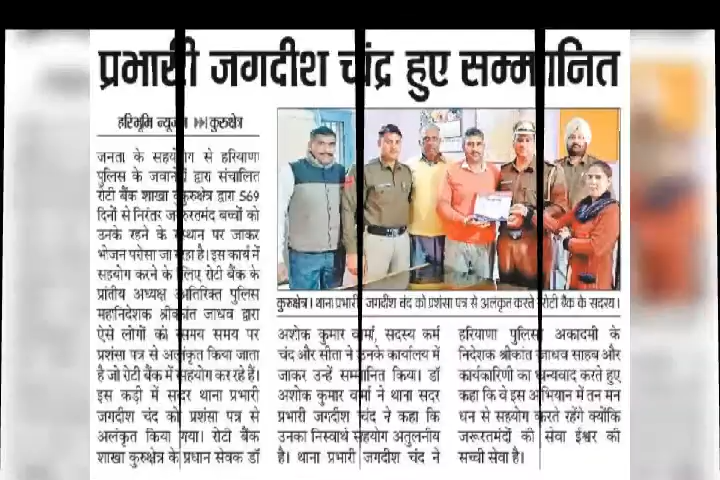 प्रभारी जगदीश चंद्र हुए सम्मानित
हरिभूमि न्यूज ▶▶| कुरुक्षेत्र
जनता के सहयोग से हरियाणा
पुलिस के जवानों द्वारा संचालित
रोटी बैंक शाखा कुरुक्षेत्र द्वारा 569
दिनों से निरंतर जरुरतमंद बच्चों को
उनके रहने के स्थान पर जाकर
भोजन परोसा जा रहा है। इस कार्य में
सहयोग करने के लिए रोटी बैंक के
प्रांतीय अध्यक्ष अतिरिक्त पुलिस
महानिदेशक श्रीकांत जाधव द्वारा
ऐसे लोगों को समय समय पर
प्रशंसा पत्र से अलंकृत किया जाता
है जो रोटी बैंक में सहयोग कर रहे हैं।
इस कड़ी में सदर थाना प्रभारी
जगदीश चंद को प्रशंसा पत्र से
अलंकृत किया गया। रोटी बैंक
शाखा कुरुक्षेत्र के प्रधान सेवक डॉ
कुरुक्षेत्र। थाना प्रभारी जगदीश चंद को प्रशंसा पत्र से अलंकृत करते रोटी बैंक के सदस्य।
अशोक कुमार वर्मा, सदस्य कर्म
चंद और सीता ने उनके कार्यालय में
जाकर उन्हें सम्मानित किया। डॉ
अशोक कुमार वर्मा ने थाना सदर
प्रभारी जगदीश चंद ने कहा कि
उनका निस्वार्थ सहयोग अतुलनीय
है। थाना प्रभारी जगदीश चंद ने
हरियाणा पुलिस अकादमी के
निदेशक श्रीकांत जाधव साहब और
कार्यकारिणी का धन्यवाद करते हुए
कहा कि वे इस अभियान में तन मन
धन से सहयोग करते रहेंगे क्योंकि
जरूरतमंदों की सेवा ईश्वर की
सच्ची सेवा है।